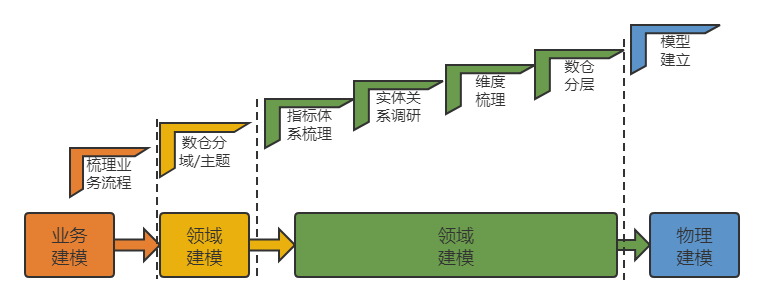 模型
建立
数仓
分层
维度
梳理
实体关
系调研
指标体
系梳理
数仓分
域/主题
梳理业
务流程
业务
建模
领域
建模
领域
建模
物理
建模